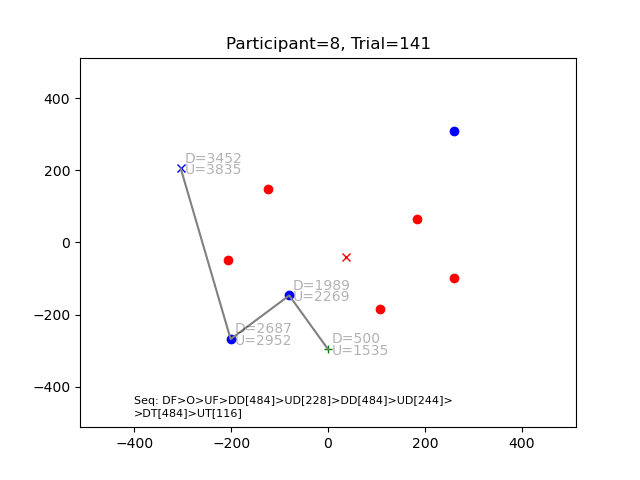 Participant=8, Trial=141
400
200
0
−200
−400
D=3452
U=3835
D=1989
U=2269
D=2687
U=2952
D=500
U=1535
Seq: DF>O>UF>DD[484]>UD[228]>DD[484]>UD[244]>
>DT[484]>UT[116]
−400 −200 0 200 400